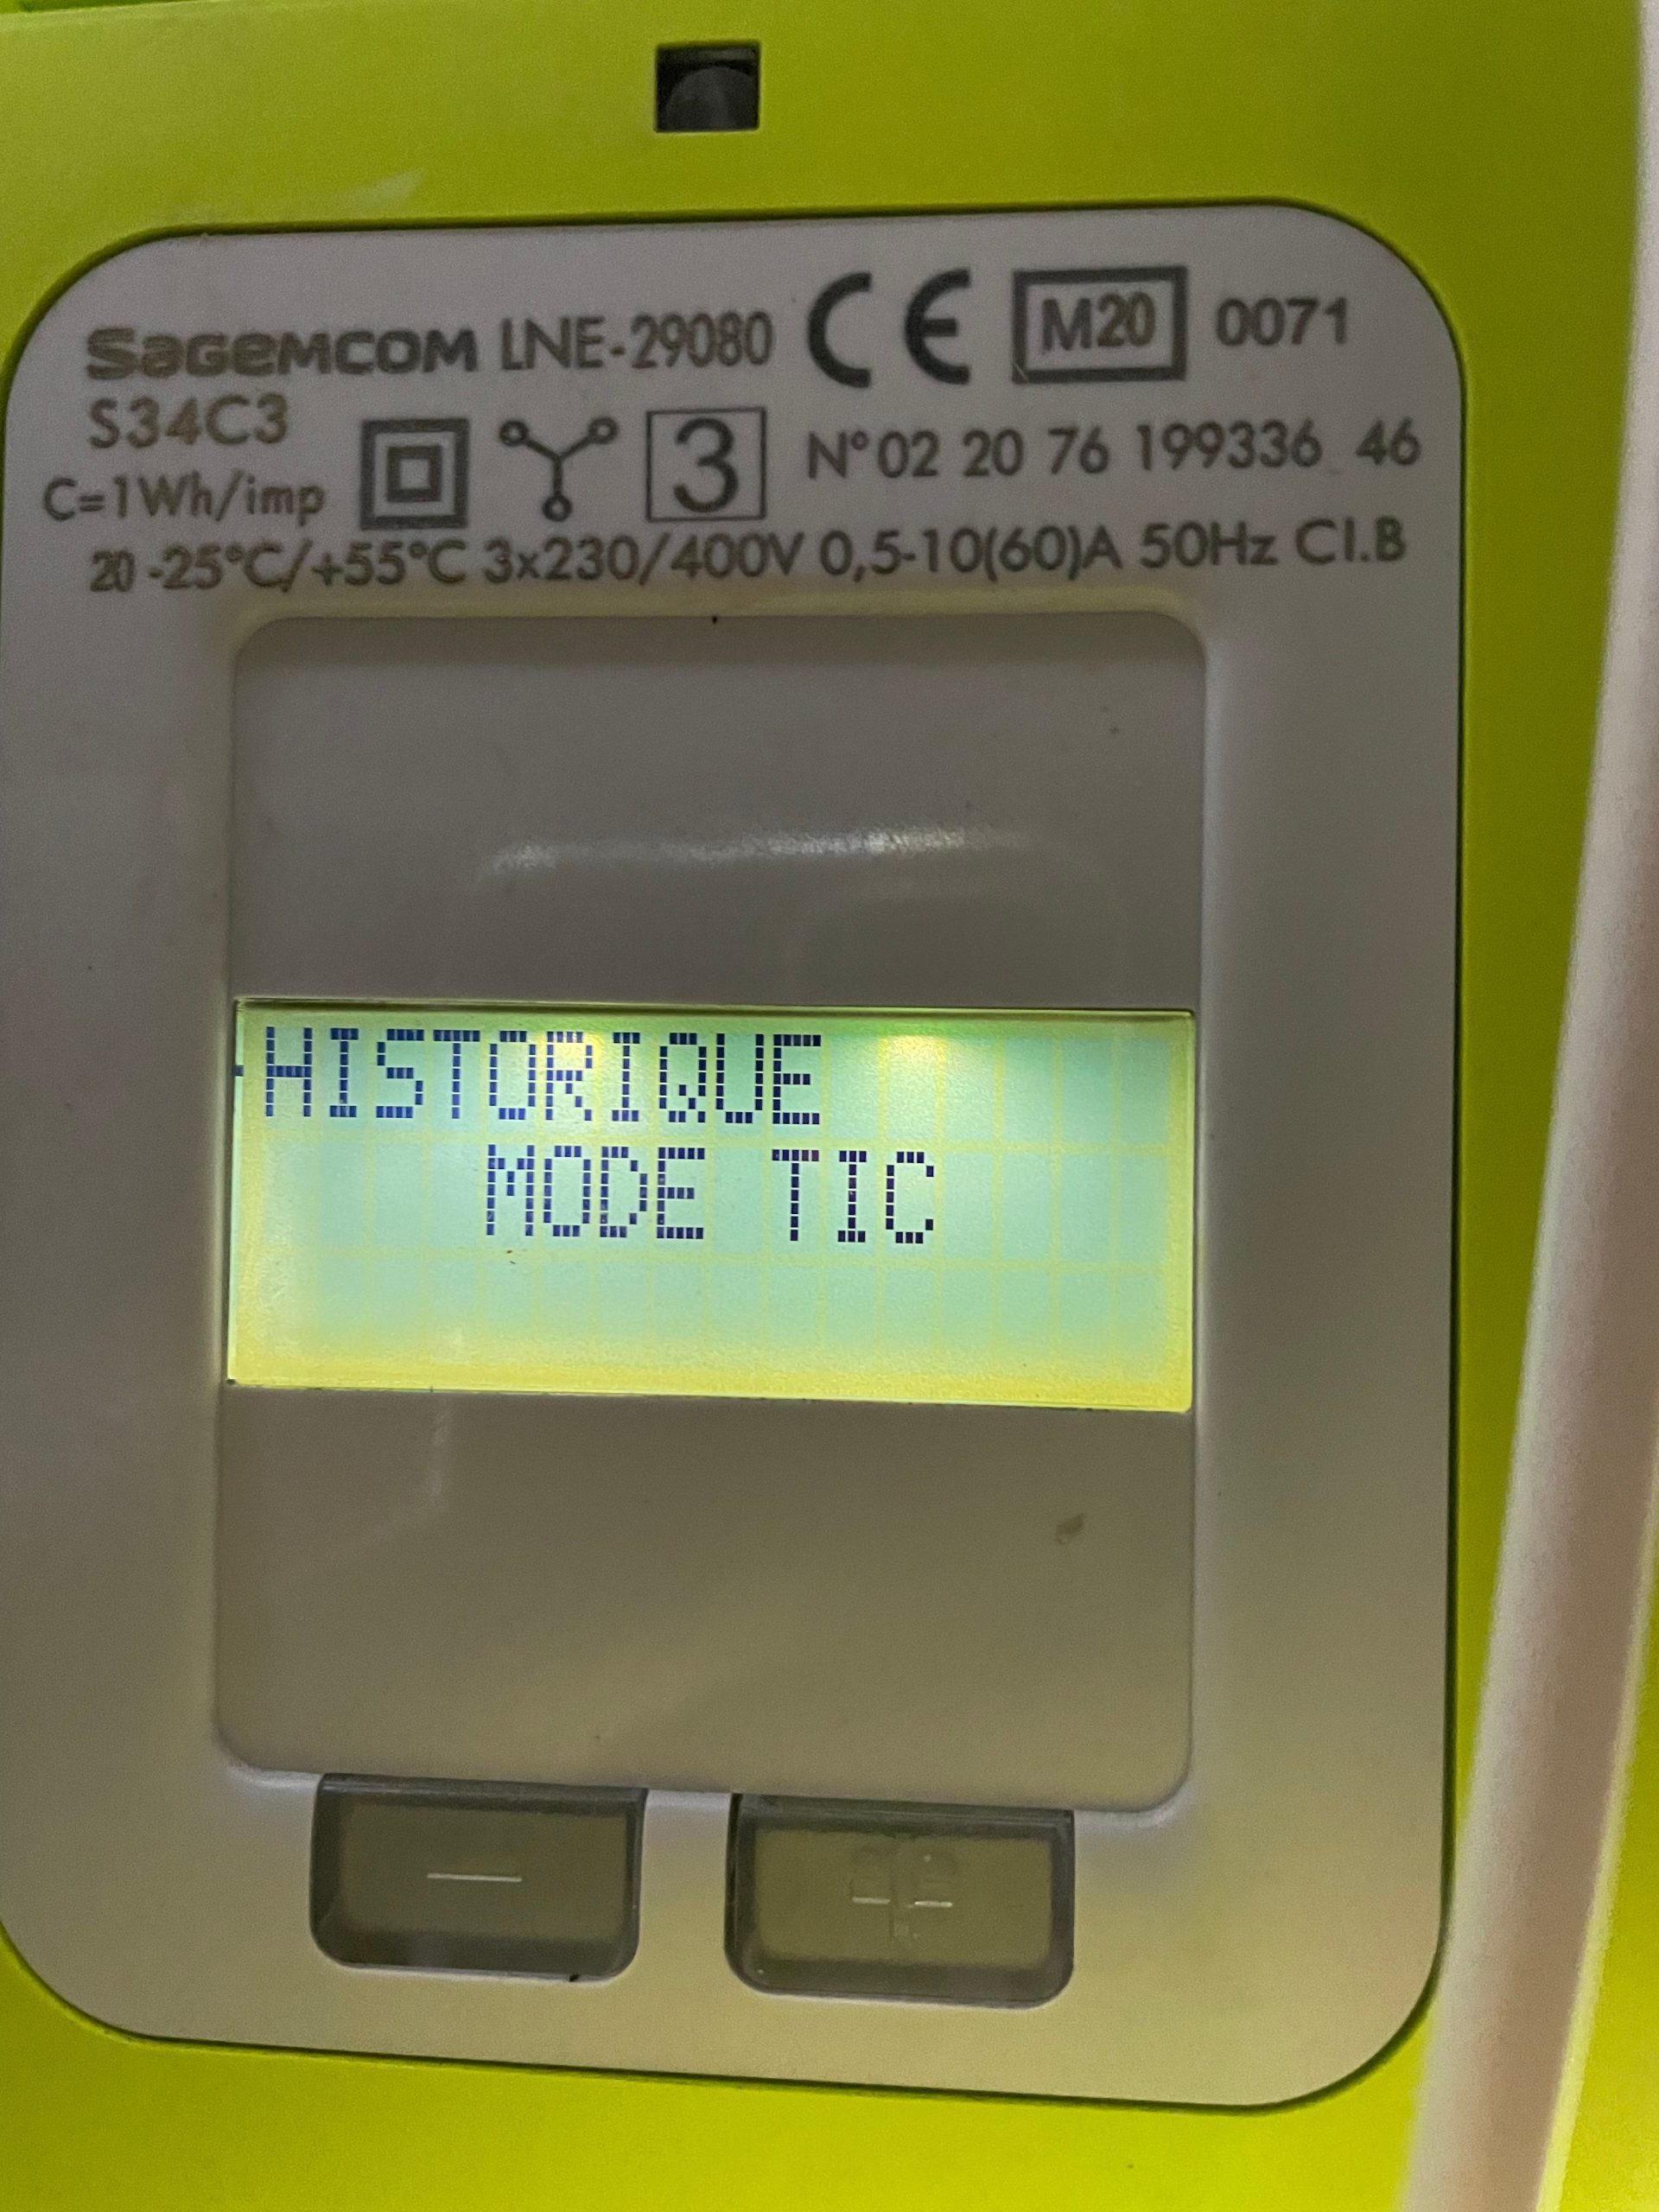 SAGEMCOM LNE-29080 CE M20 0071
S34C3
C=1Wh/imp 3 N°02 20 76 199336 46
20 -25°C/+55°C 3x230/400V 0,5-10(60)A 50Hz Cl.B
HISTORIQUE
MODE TIC
- +